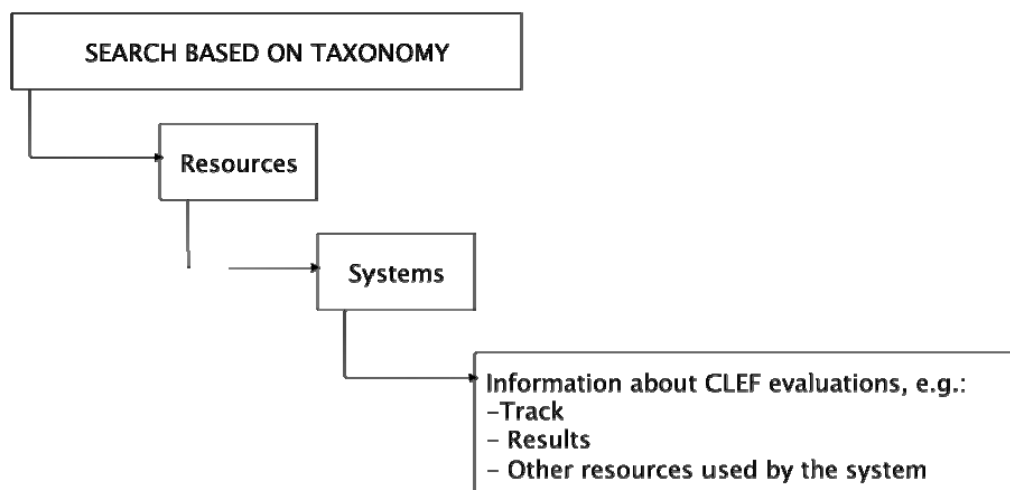 SEARCH BASED ON TAXONOMY
Resources
Systems
Information about CLEF evaluations, e.g.:
-Track
- Results
- Other resources used by the system